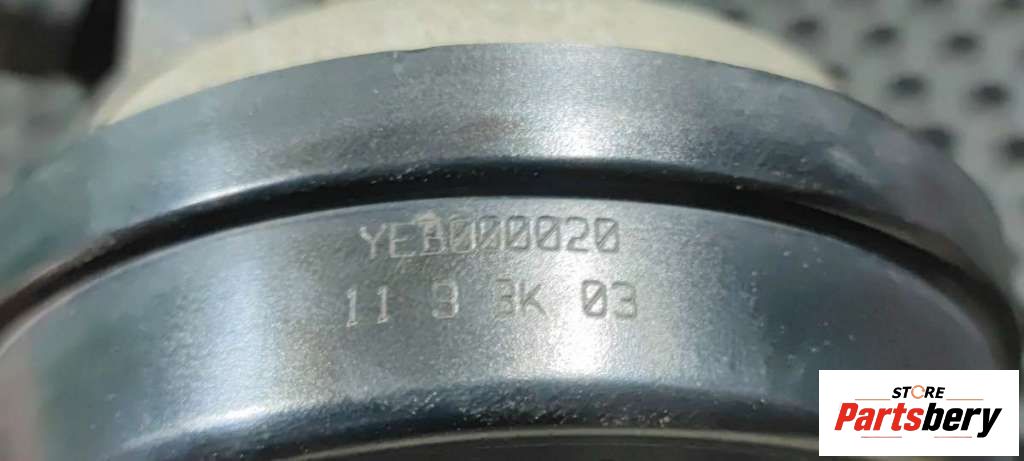 YEB000020
11 9 3K 03
STORE
Partsbery